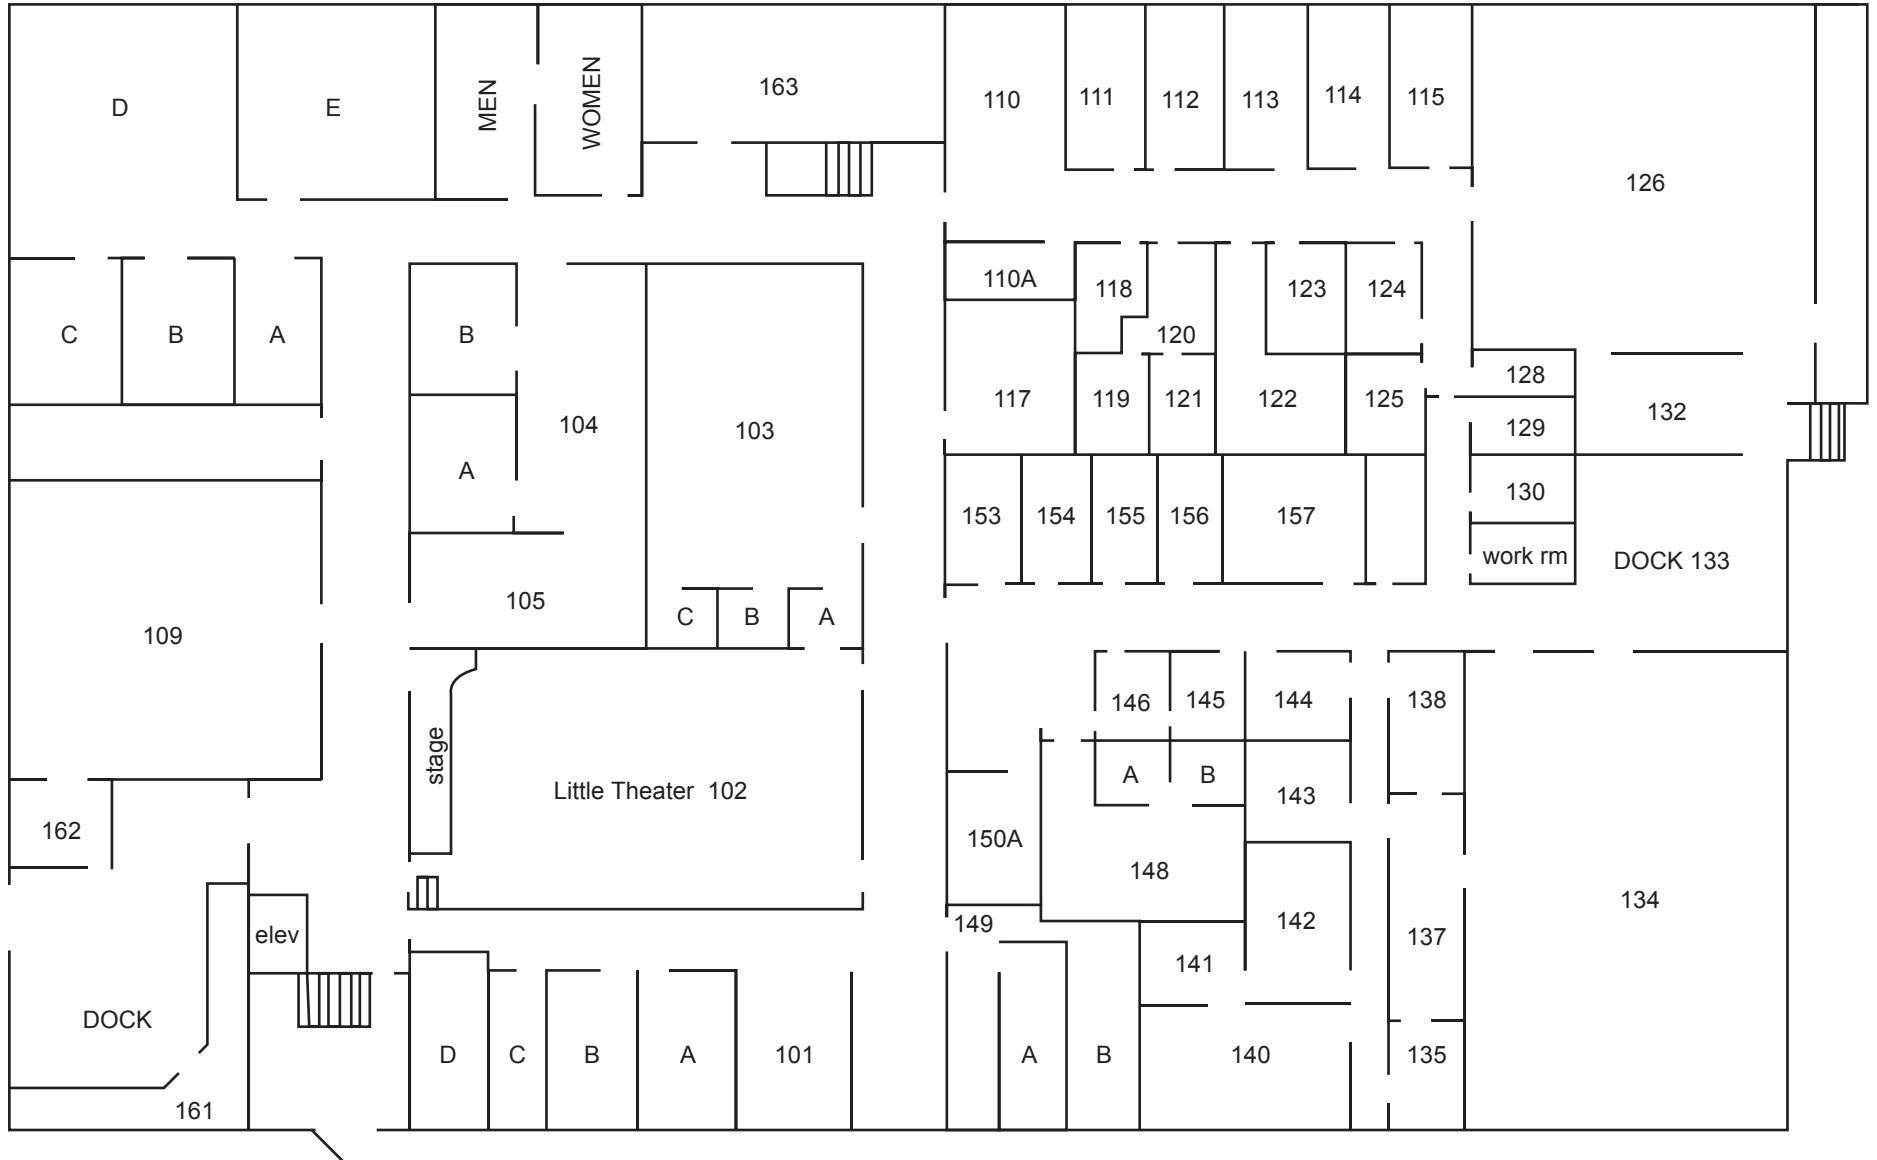 D
E
MEN
WOMEN
163
110
111
112
113
114
115
126
C
B
A
B
110A
118
120
123
124
104
103
117
119
121
122
125
128
129
132
A
153
154
155
156
157
130
work rm
DOCK 133
105
C
B
A
109
stage
Little Theater 102
146
145
144
138
A
B
143
162
150A
148
134
elev
149
142
137
141
DOCK
D
C
B
A
101
A
B
140
135
161